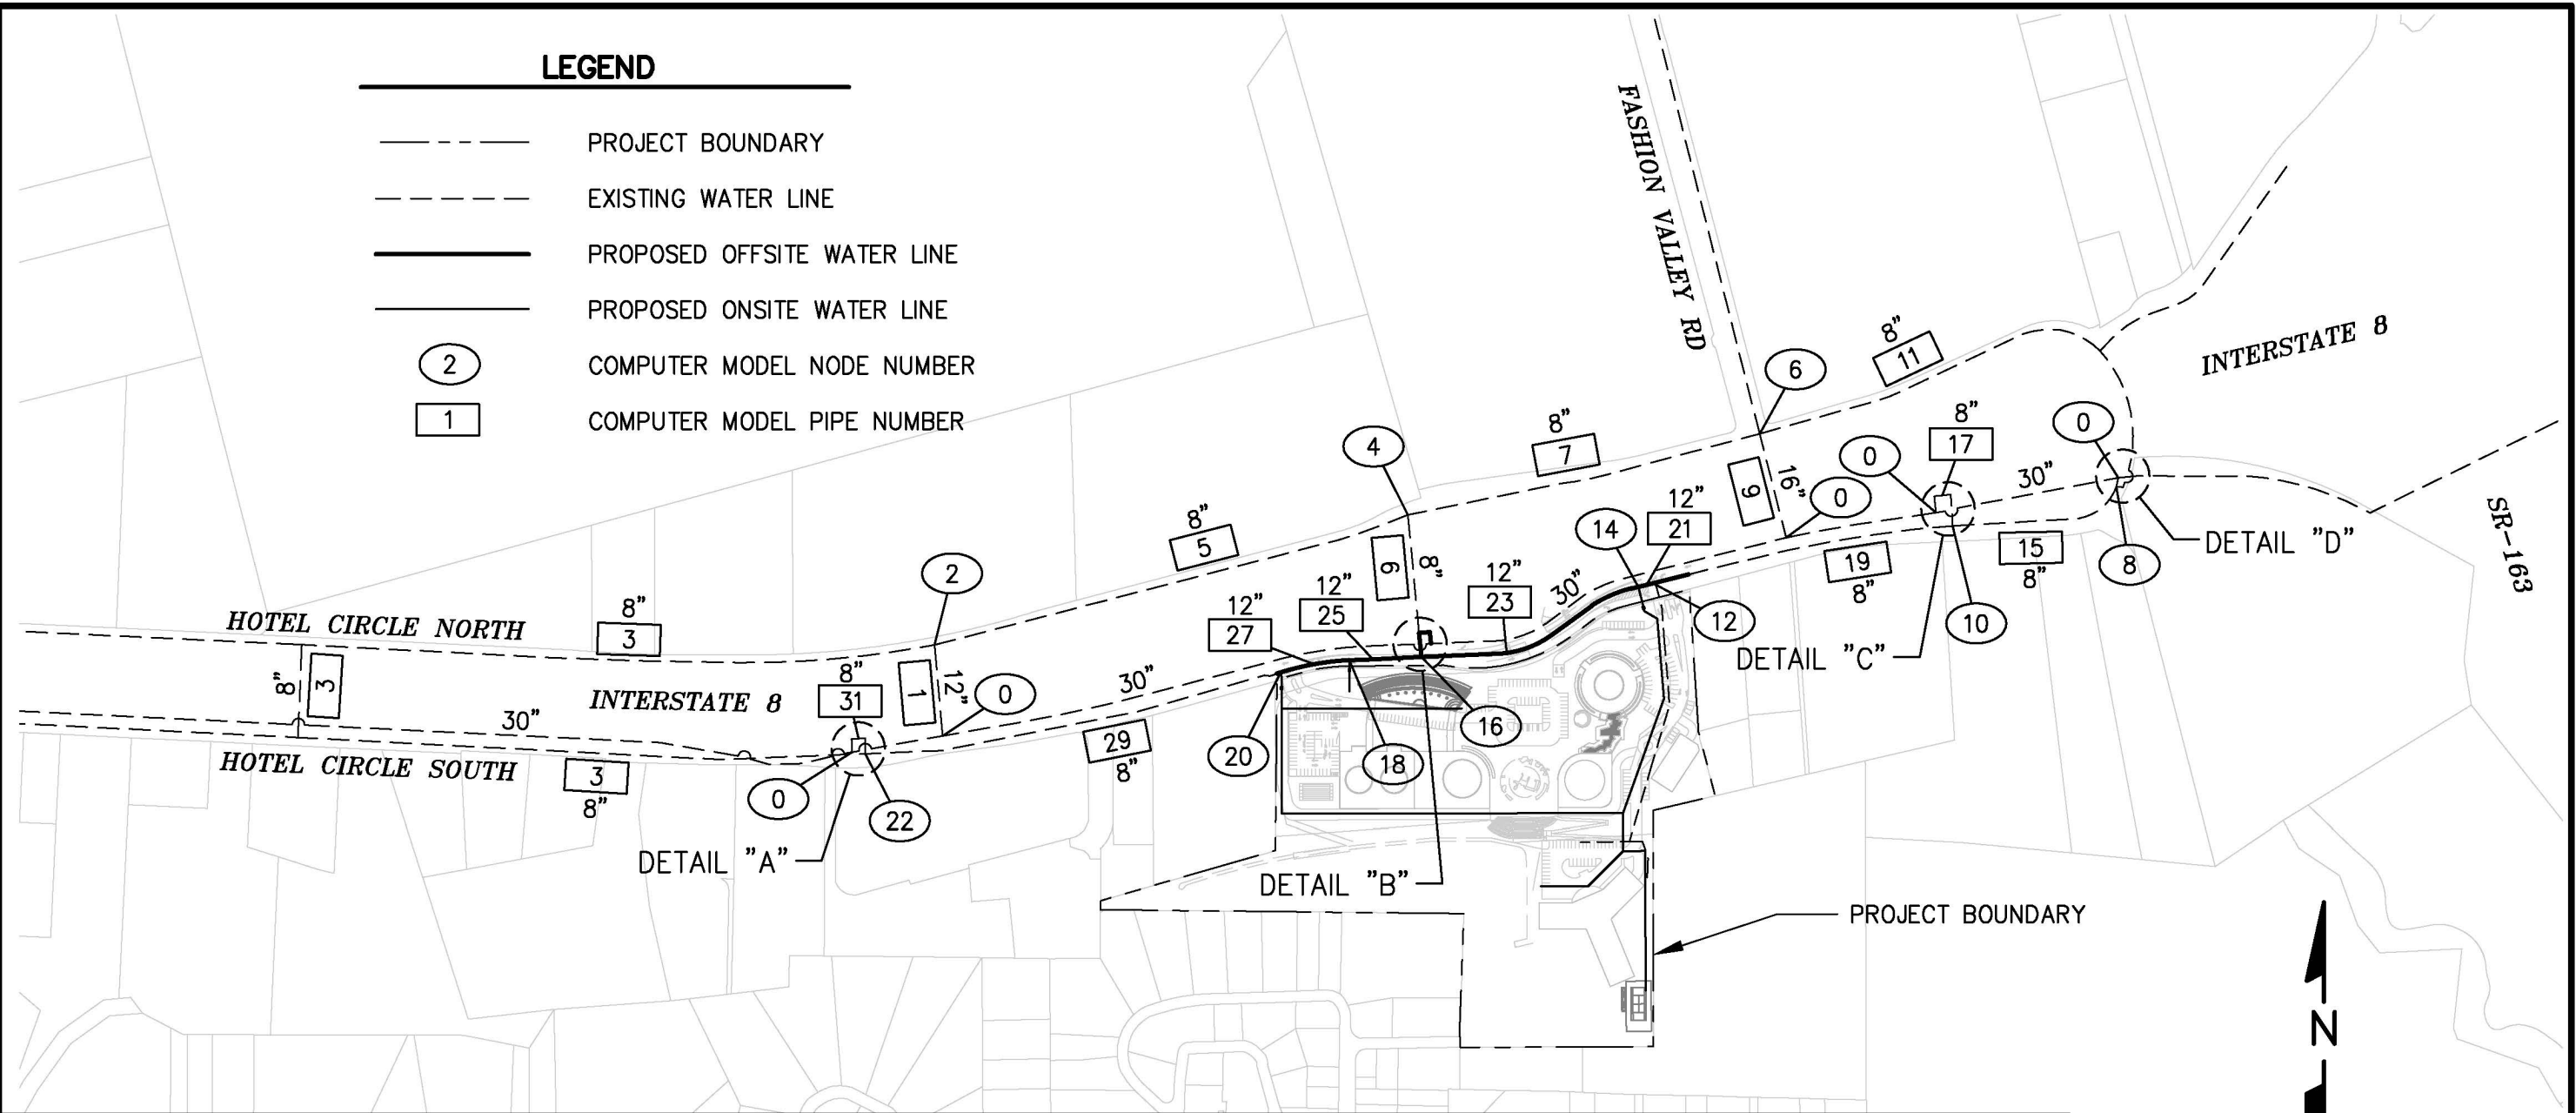 LEGEND
PROJECT BOUNDARY
EXISTING WATER LINE
PROPOSED OFFSITE WATER LINE
PROPOSED ONSITE WATER LINE
2 COMPUTER MODEL NODE NUMBER
1 COMPUTER MODEL PIPE NUMBER
FASHION VALLEY RD
INTERSTATE 8
SR-163
8"
11
6
4
8"
7
9
16"
0
0
8"
17
30"
0
DETAIL "D"
8
15
8"
19
8"
10
DETAIL "C"
12
12"
21
14
30"
12"
23
6
8"
12"
25
12"
27
8"
5
2
HOTEL CIRCLE NORTH
8"
3
8"
3
INTERSTATE 8
30"
HOTEL CIRCLE SOUTH
3
8"
8"
31
1
12"
0
30"
29
8"
0
22
DETAIL "A"
20
18
16
DETAIL "B"
PROJECT BOUNDARY
N